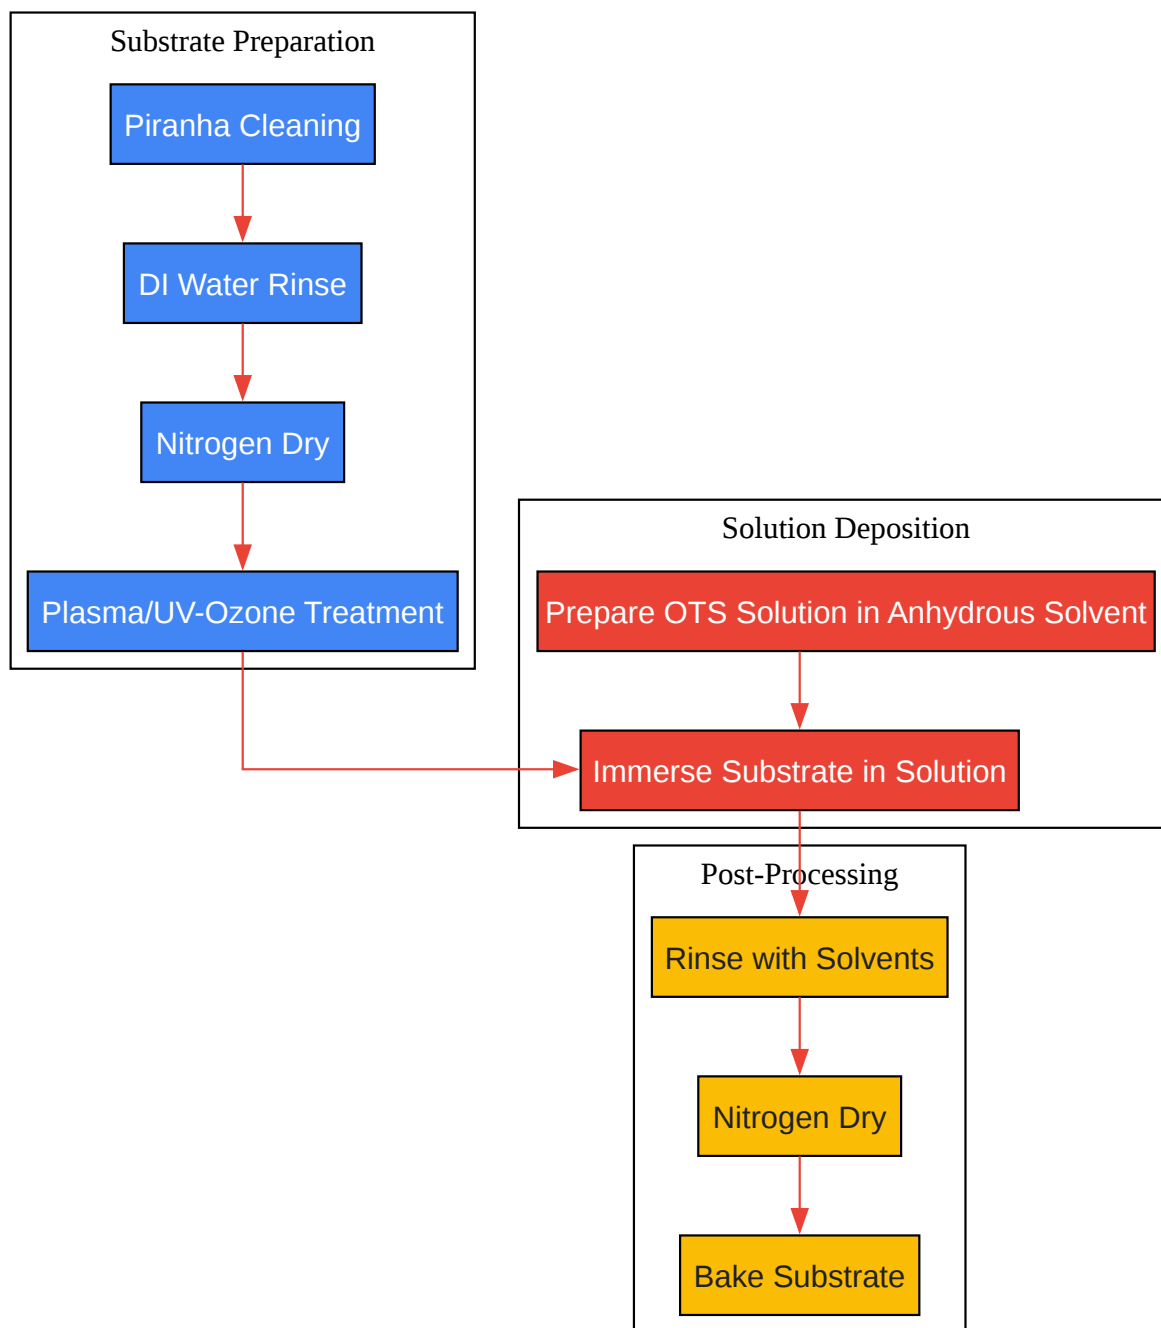 Substrate Preparation
Piranha Cleaning
DI Water Rinse
Nitrogen Dry
Plasma/UV-Ozone Treatment
Solution Deposition
Prepare OTS Solution in Anhydrous Solvent
Immerse Substrate in Solution
Post-Processing
Rinse with Solvents
Nitrogen Dry
Bake Substrate